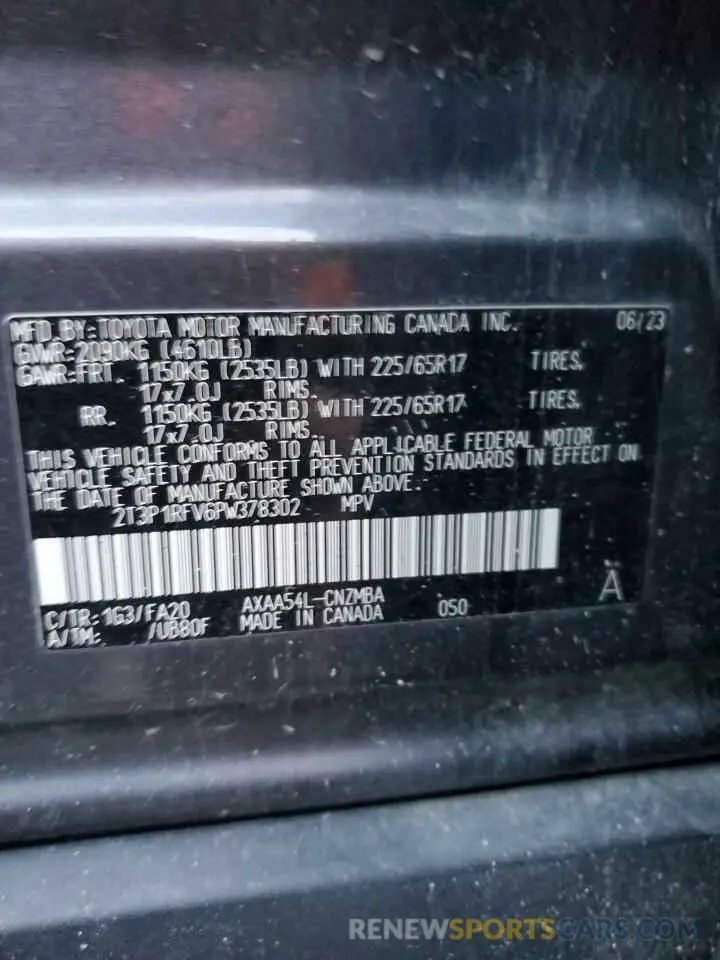 MFD BY: TOYOTA MOTOR MANUFACTURING CANADA INC. 06/23
GVWR: 2090KG (4610LB)
GAWR: FRT. 1150KG (2535LB) WITH 225/65R17 TIRES,
17x7.0J RIMS.
RR. 1150KG (2535LB) WITH 225/65R17 TIRES,
17x7.0J RIMS.
THIS VEHICLE CONFORMS TO ALL APPLICABLE FEDERAL MOTOR
VEHICLE SAFETY AND THEFT PREVENTION STANDARDS IN EFFECT ON
THE DATE OF MANUFACTURE SHOWN ABOVE.
2T3P1RFV6PW378302 MPV
C/TR: 1G3/FA20 AXAA54L-CNZMBA 0S0 A
A/TM: /UB80F MADE IN CANADA
RENEWSPORTSCARS.COM